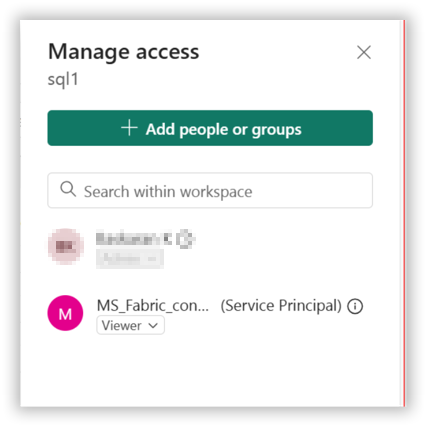 Manage access
sql1
Add people or groups
Search within workspace
M
MS_Fabric_con... (Service Principal)
Viewer